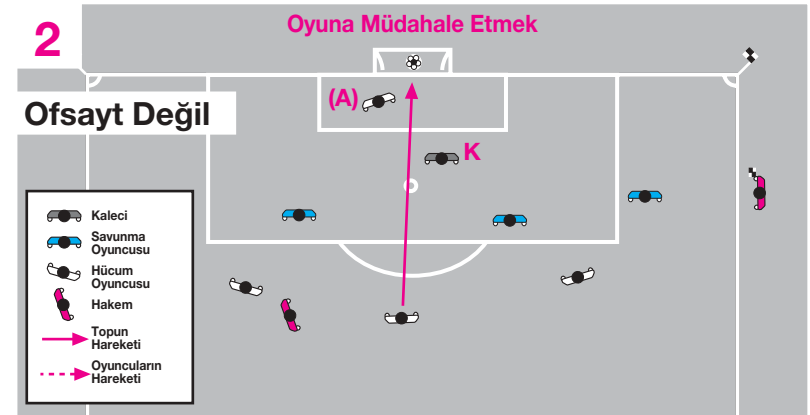 2
Oyuna Müdahale Etmek
(A)
Ofsayt Değil
K
Kaleci
Savunma
Oyuncusu
Hücum
Oyuncusu
Hakem
Topun
Hareketi
Oyuncuların
Hareketi